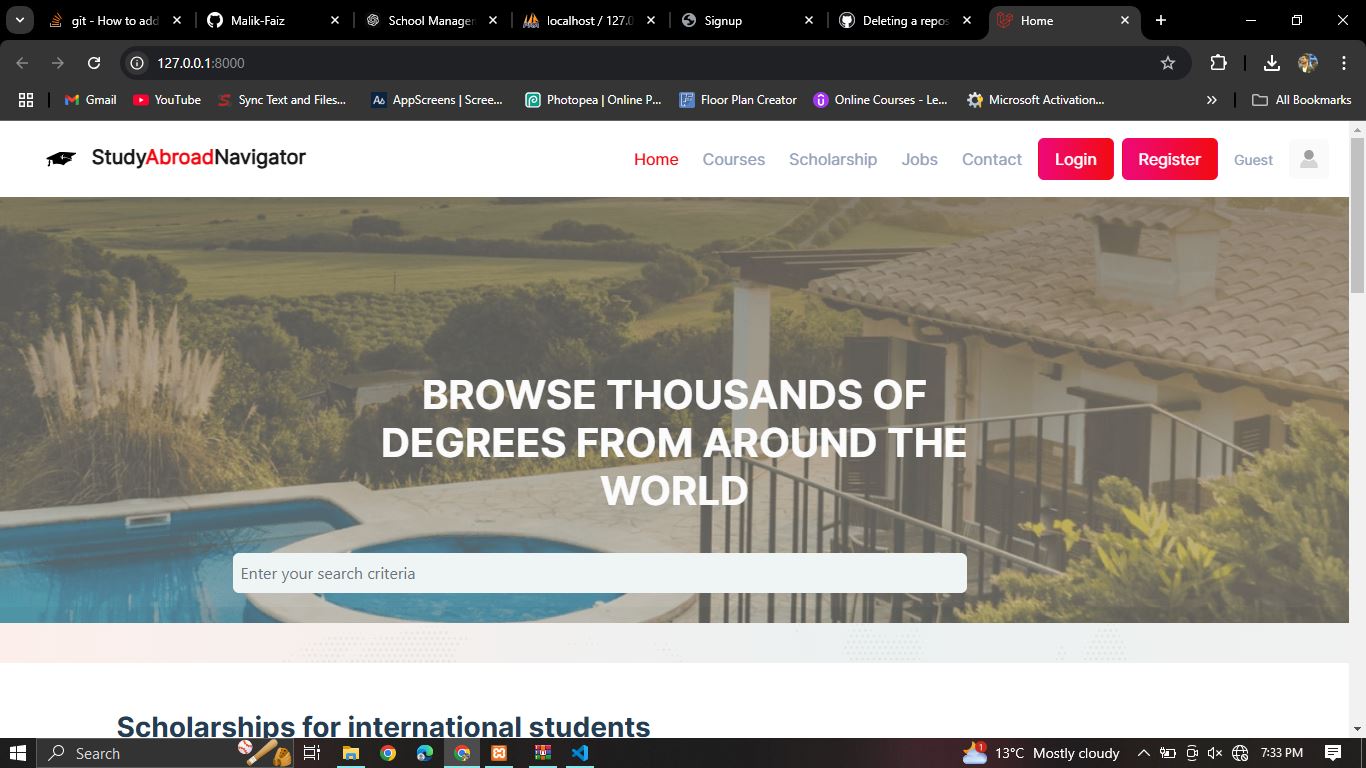 git - How to add
Malik-Faiz
School Managem
localhost / 127.0
Signup
Deleting a repos
Home
127.0.0.1:8000
Gmail
YouTube
Sync Text and Files...
AppScreens | Scree...
Photopea | Online P...
Floor Plan Creator
Online Courses - Le...
Microsoft Activation...
All Bookmarks
StudyAbroadNavigator
Home
Courses
Scholarship
Jobs
Contact
Login
Register
Guest
BROWSE THOUSANDS OF
DEGREES FROM AROUND THE
WORLD
Enter your search criteria
Scholarships for international students
Search
1
13°C Mostly cloudy
7:33 PM